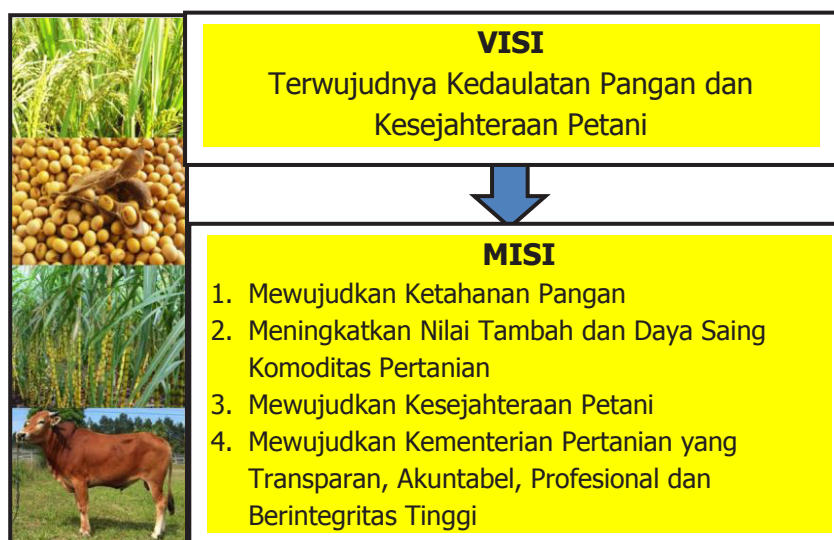 VISI
Terwujudnya Kedaulatan Pangan dan
Kesejahteraan Petani
MISI
1. Mewujudkan Ketahanan Pangan
2. Meningkatkan Nilai Tambah dan Daya Saing
Komoditas Pertanian
3. Mewujudkan Kesejahteraan Petani
4. Mewujudkan Kementerian Pertanian yang
Transparan, Akuntabel, Profesional dan
Berintegritas Tinggi